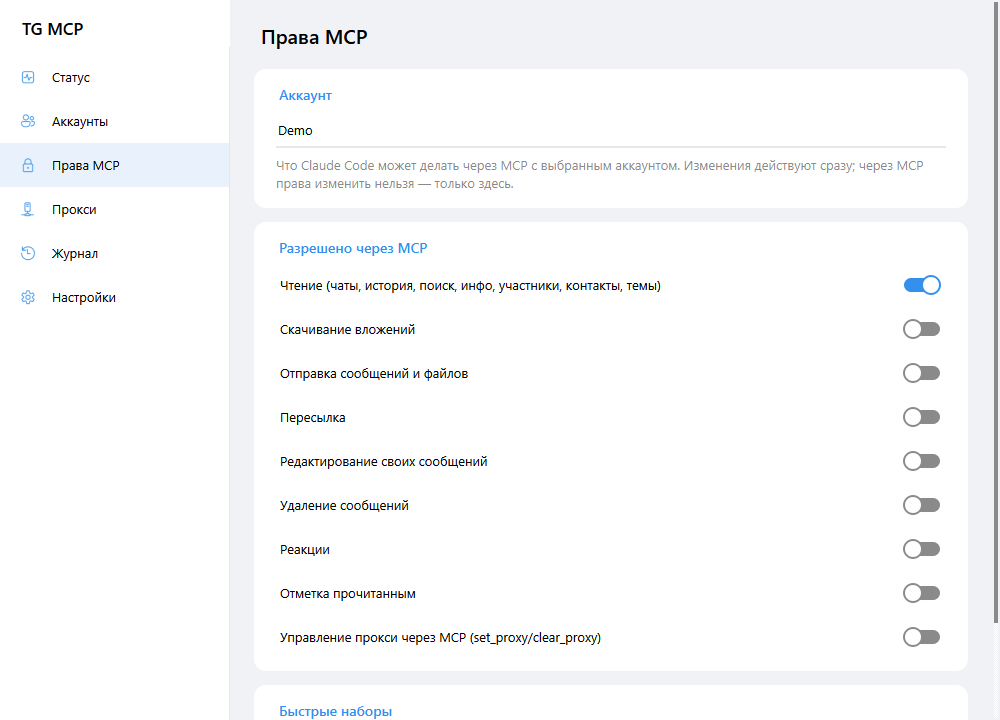 TG MCP
Статус
Аккаунты
Права MCP
Прокси
Журнал
Настройки
Права MCP
Аккаунт
Demo
Что Claude Code может делать через MCP с выбранным аккаунтом. Изменения действуют сразу; через MCP
права изменить нельзя — только здесь.
Разрешено через MCP
Чтение (чаты, история, поиск, инфо, участники, контакты, темы)
Скачивание вложений
Отправка сообщений и файлов
Пересылка
Редактирование своих сообщений
Удаление сообщений
Реакции
Отметка прочитанным
Управление прокси через MCP (set_proxy/clear_proxy)
Быстрые наборы